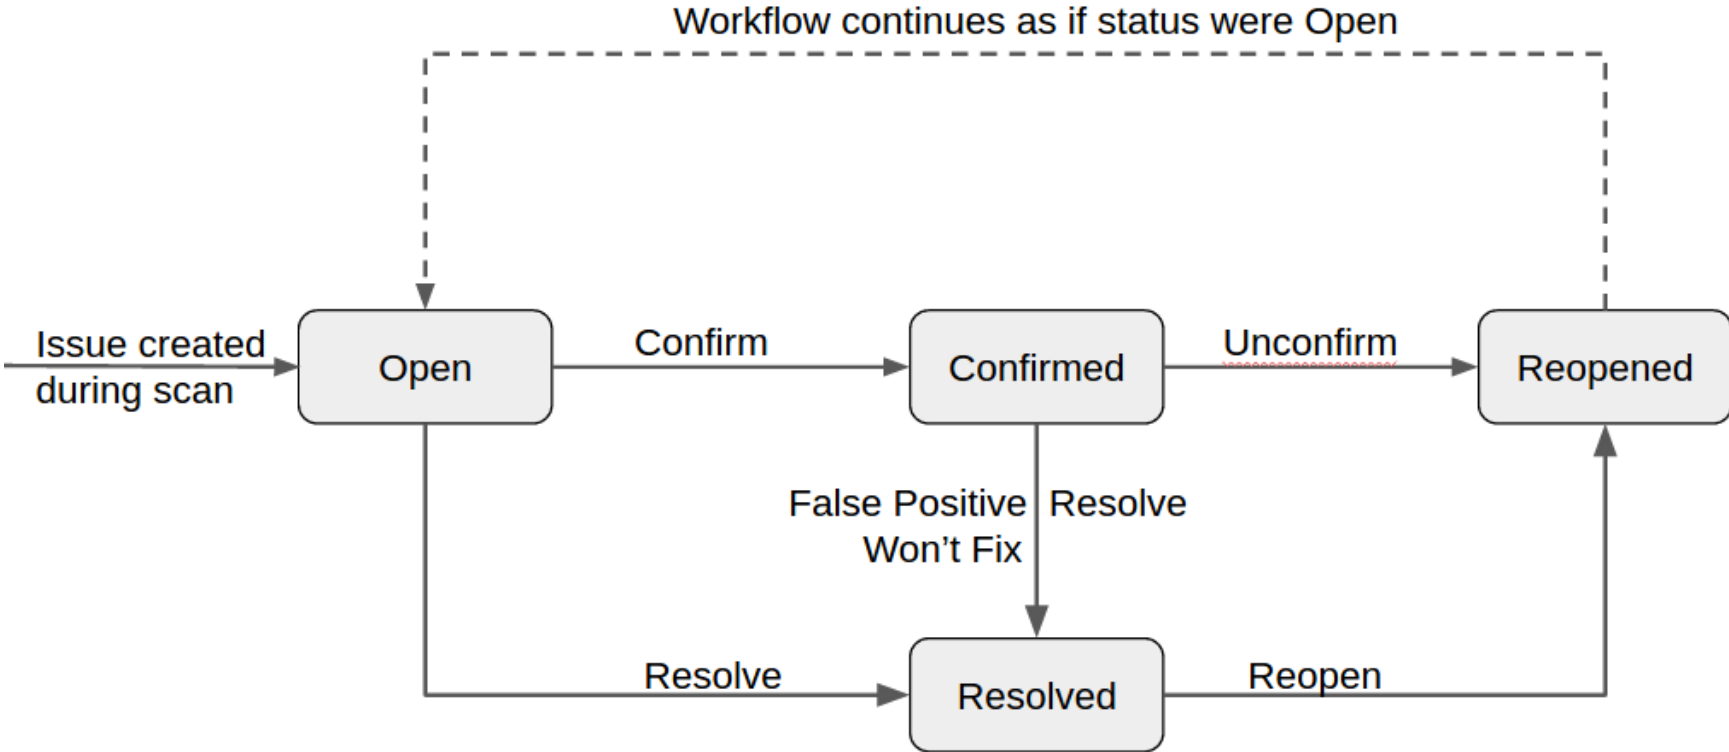 Workflow continues as if status were Open
Issue created
during scan
Open
Confirm
Confirmed
Unconfirm
Reopened
False Positive
Won’t Fix
Resolve
Resolve
Resolved
Reopen